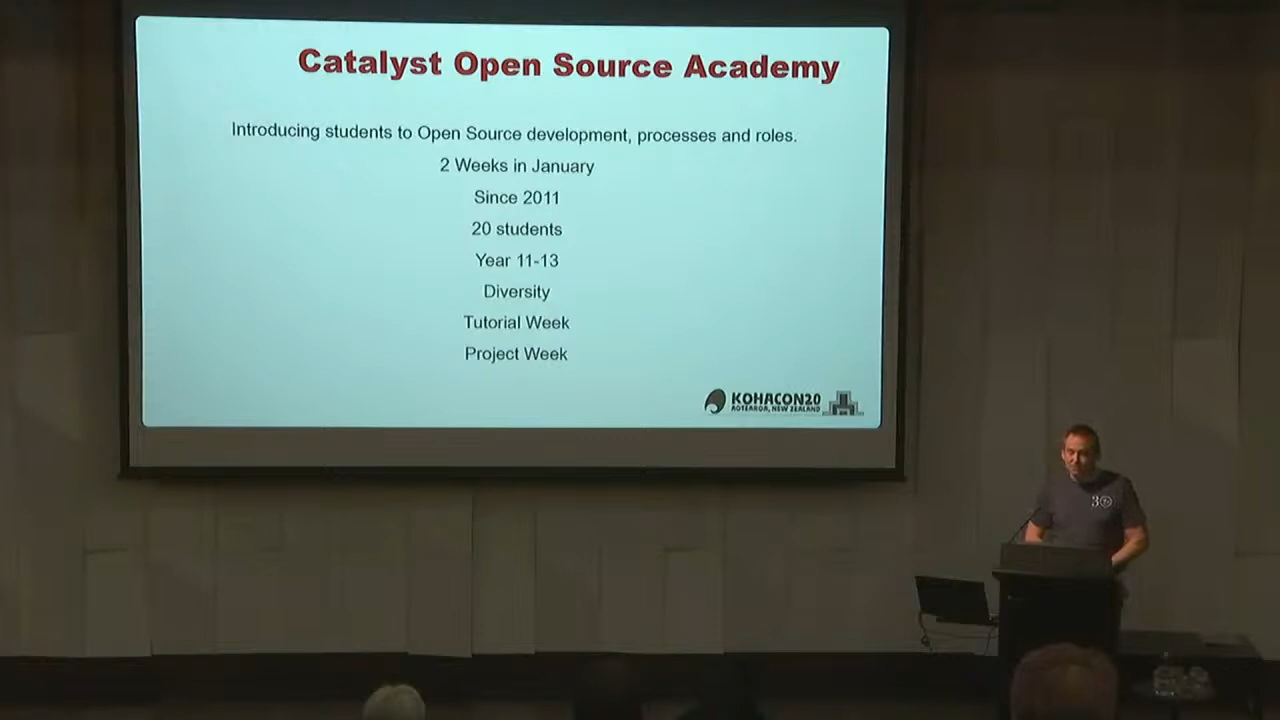 Catalyst Open Source Academy
Introducing students to Open Source development, processes and roles.
2 Weeks in January
Since 2011
20 students
Year 11-13
Diversity
Tutorial Week
Project Week
KOHACON20
AOTEAROA, NEW ZEALAND
30